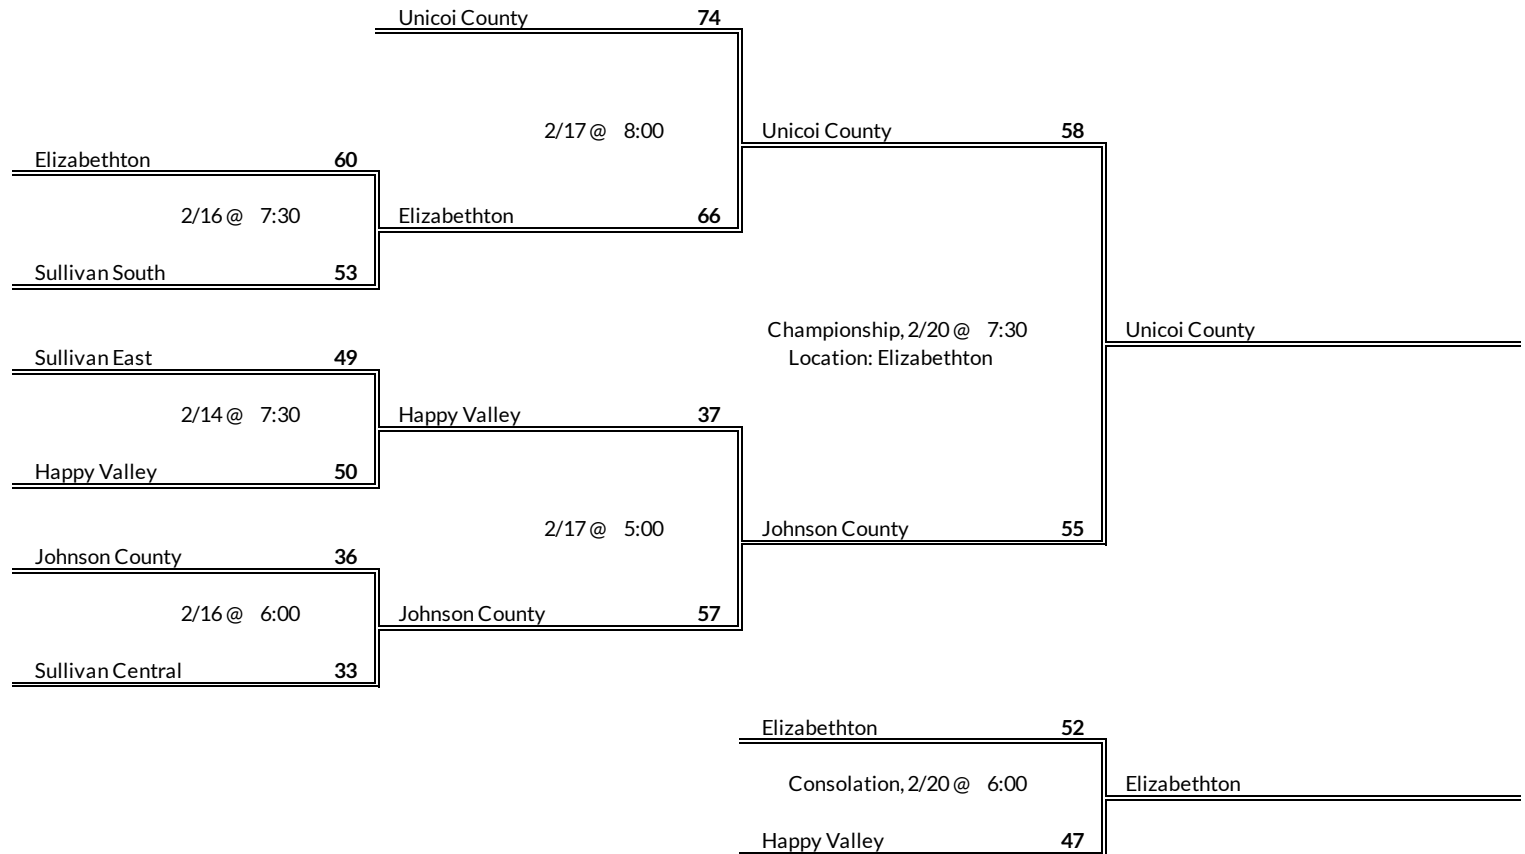 Unicoi County 74
2/17 @ 8:00
Unicoi County 58
Elizabethton 60
2/16 @ 7:30
Elizabethton 66
Sullivan South 53
Championship, 2/20 @ 7:30
Unicoi County
Location: Elizabethton
Sullivan East 49
2/14 @ 7:30
Happy Valley 37
Happy Valley 50
2/17 @ 5:00
Johnson County 55
Johnson County 36
2/16 @ 6:00
Johnson County 57
Sullivan Central 33
Elizabethton 52
Consolation, 2/20 @ 6:00
Elizabethton
Happy Valley 47